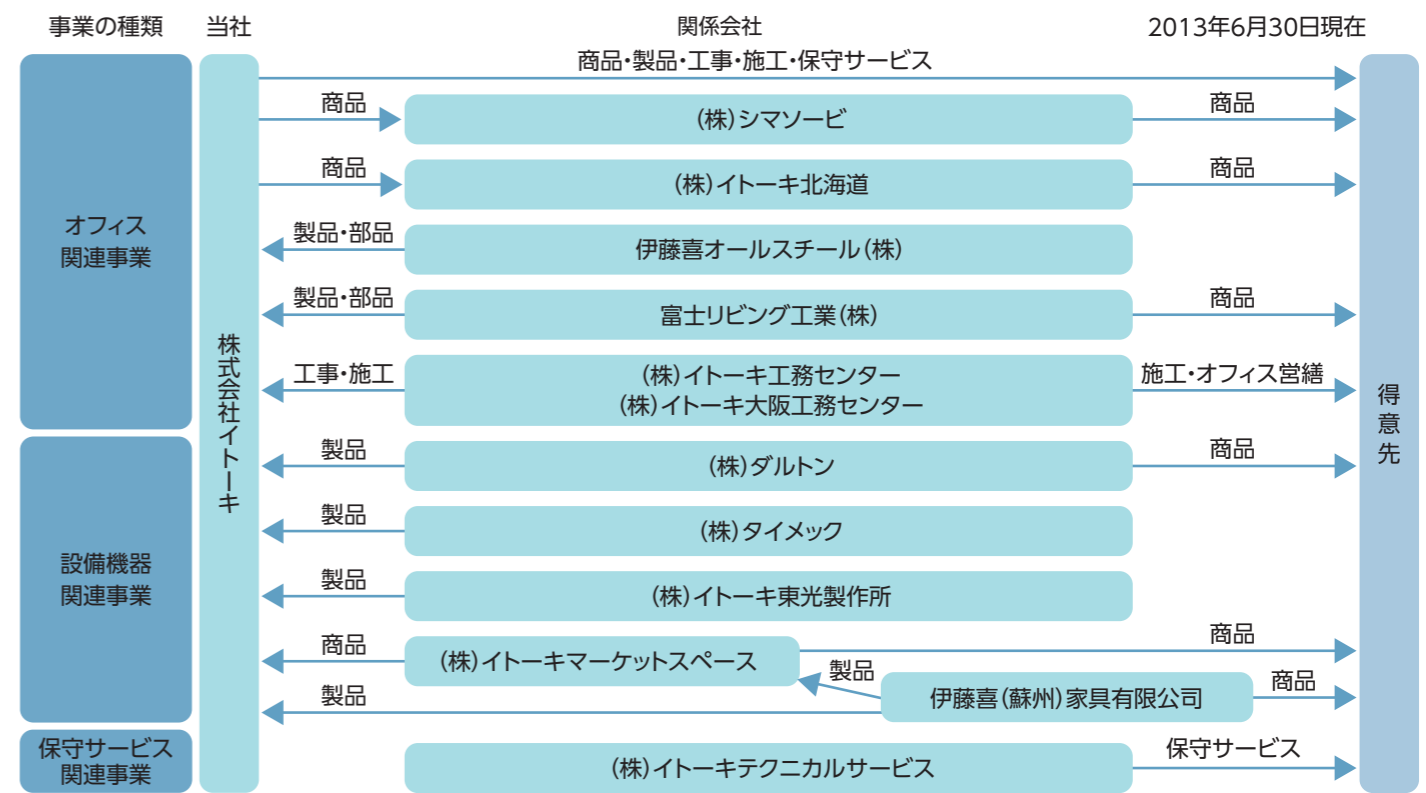 事業の種類
当社
関係会社
2013年6月30日現在
商品・製品・工事・施工・保守サービス
オフィス
関連事業
株式会社イトーキ
得意先
商品
(株)シマソービ
商品
商品
(株)イトーキ北海道
商品
製品・部品
伊藤喜オールスチール(株)
製品・部品
富士リビング工業(株)
商品
工事・施工
(株)イトーキ工務センター
(株)イトーキ大阪工務センター
施工・オフィス営繕
設備機器
関連事業
製品
(株)ダルトン
商品
製品
(株)タイメック
製品
(株)イトーキ東光製作所
商品
(株)イトーキマーケットスペース
商品
製品
製品
伊藤喜(蘇州)家具有限公司
商品
保守サービス
関連事業
(株)イトーキテクニカルサービス
保守サービス